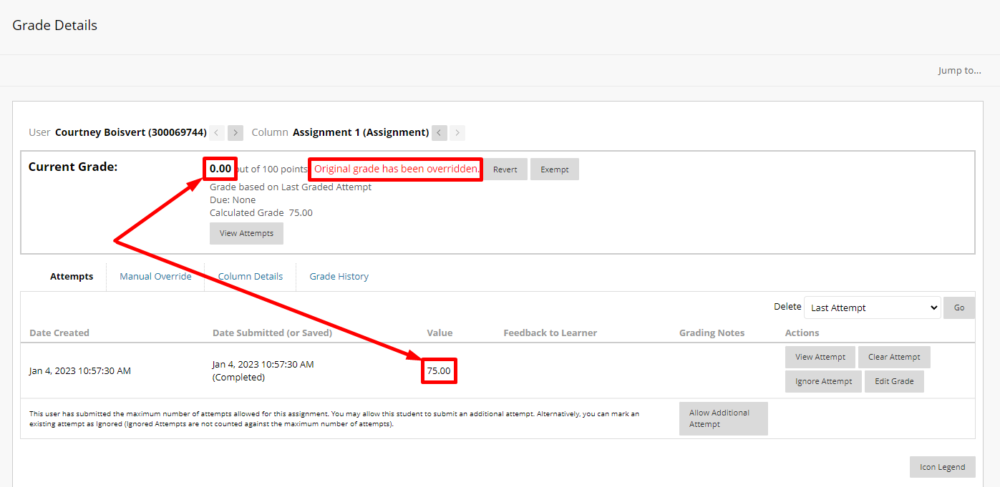 Grade Details
Jump to...
User Courtney Boisvert (300069744) < > Column Assignment 1 (Assignment) < >
Current Grade: 0.00 out of 100 points Original grade has been overridden. Revert Exempt
Grade based on Last Graded Attempt
Due: None
Calculated Grade 75.00
View Attempts
Attempts Manual Override Column Details Grade History
Delete Last Attempt Go
Date Created Date Submitted (or Saved) Value Feedback to Learner Grading Notes Actions
Jan 4, 2023 10:57:30 AM Jan 4, 2023 10:57:30 AM 75.00 View Attempt Clear Attempt
(Completed) Ignore Attempt Edit Grade
This user has submitted the maximum number of attempts allowed for this assignment. You may allow this student to submit an additional attempt. Alternatively, you can mark an Allow Additional
existing attempt as Ignored (Ignored Attempts are not counted against the maximum number of attempts). Attempt
Icon Legend